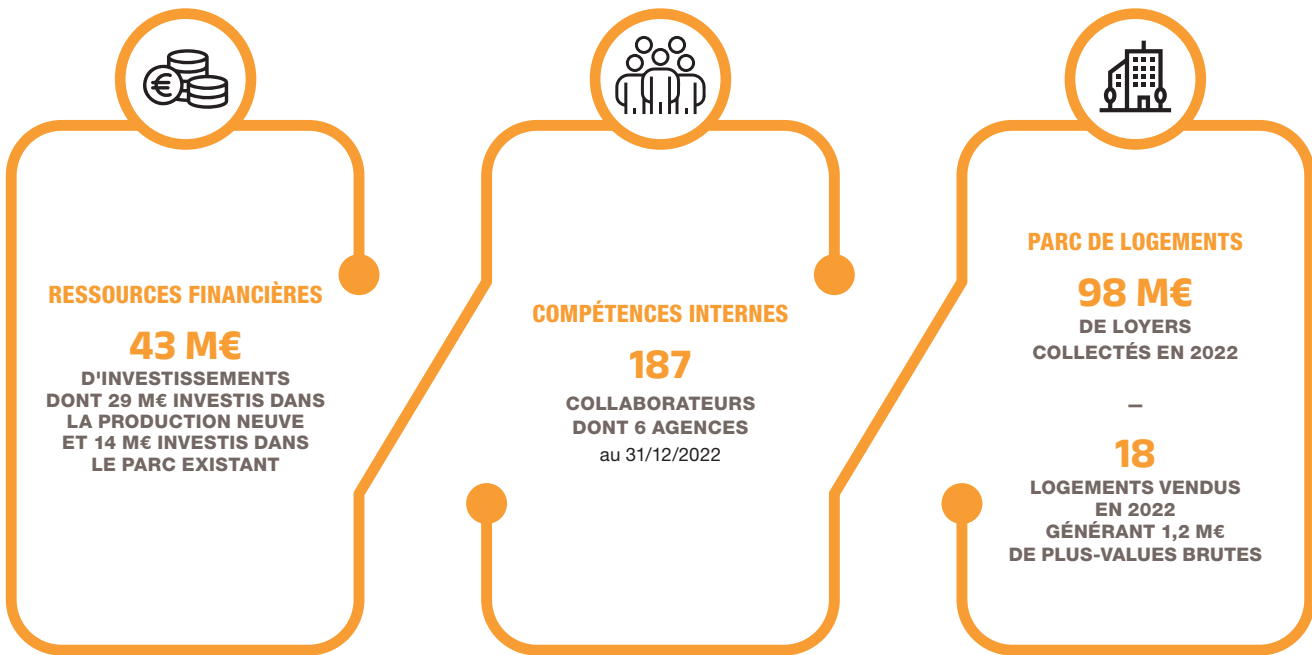 RESSOURCES FINANCIÈRES
43 M€
D'INVESTISSEMENTS
DONT 29 M€ INVESTIS DANS
LA PRODUCTION NEUVE
ET 14 M€ INVESTIS DANS
LE PARC EXISTANT
COMPÉTENCES INTERNES
187
COLLABORATEURS
DONT 6 AGENCES
au 31/12/2022
PARC DE LOGEMENTS
98 M€
DE LOYERS
COLLECTÉS EN 2022
–
18
LOGEMENTS VENDUS
EN 2022
GÉNÉRANT 1,2 M€
DE PLUS-VALUES BRUTES